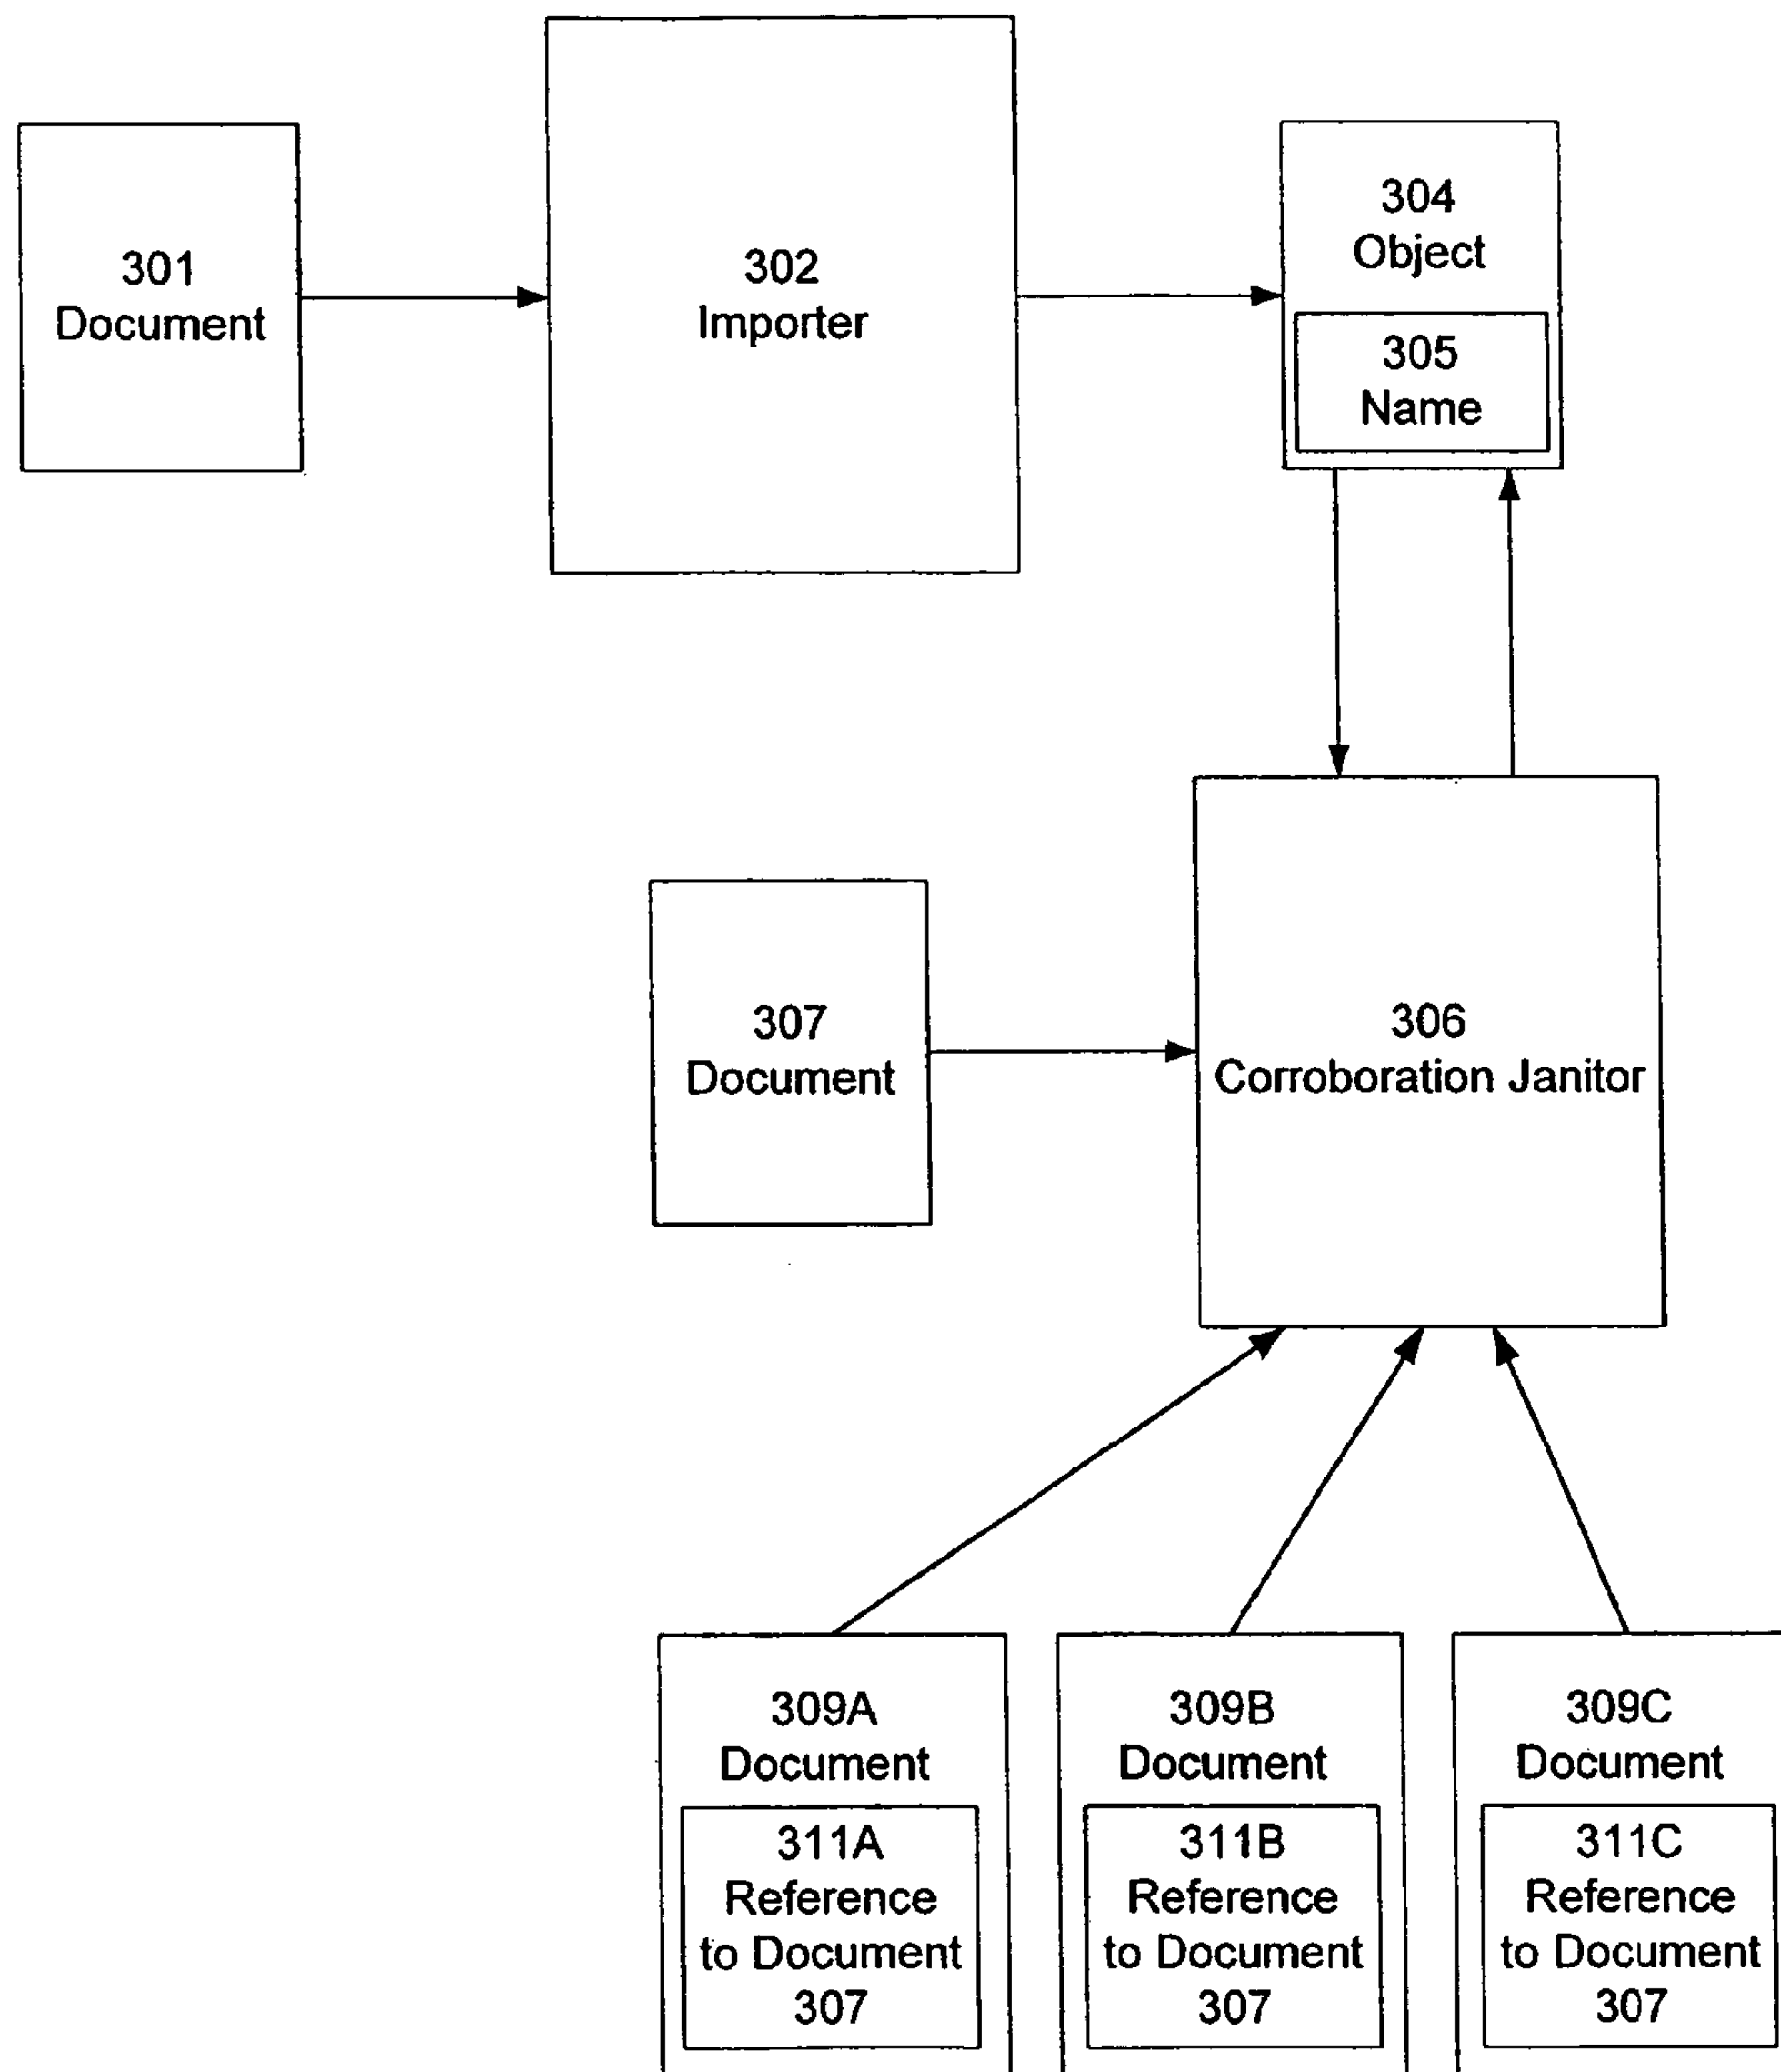 301
Document
302
Importer
304
Object
305
Name
307
Document
306
Corroboration Janitor
309A
Document
311A
Reference
to Document
307
309B
Document
311B
Reference
to Document
307
309C
Document
311C
Reference
to Document
307